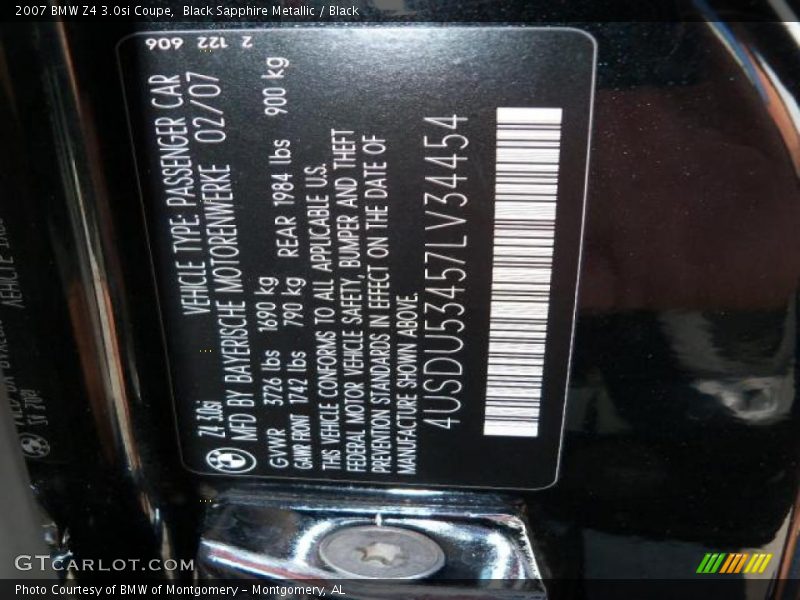 2007 BMW Z4 3.0si Coupe,  Black Sapphire Metallic / Black
2 122 606
Z4 3.0si VEHICLE TYPE: PASSENGER CAR
MFD BY BAYERISCHE MOTORENWERKE 02/07
GVWR 3726 lbs 1690 kg
GAWR FRONT 1742 lbs 790 kg REAR 1984 lbs 900 kg
THIS VEHICLE CONFORMS TO ALL APPLICABLE U.S.
FEDERAL MOTOR VEHICLE SAFETY, BUMPER AND THEFT
PREVENTION STANDARDS IN EFFECT ON THE DATE OF
MANUFACTURE SHOWN ABOVE.
4USDU53457LV34454
GTCARLOT.COM
Photo Courtesy of BMW of Montgomery - Montgomery, AL